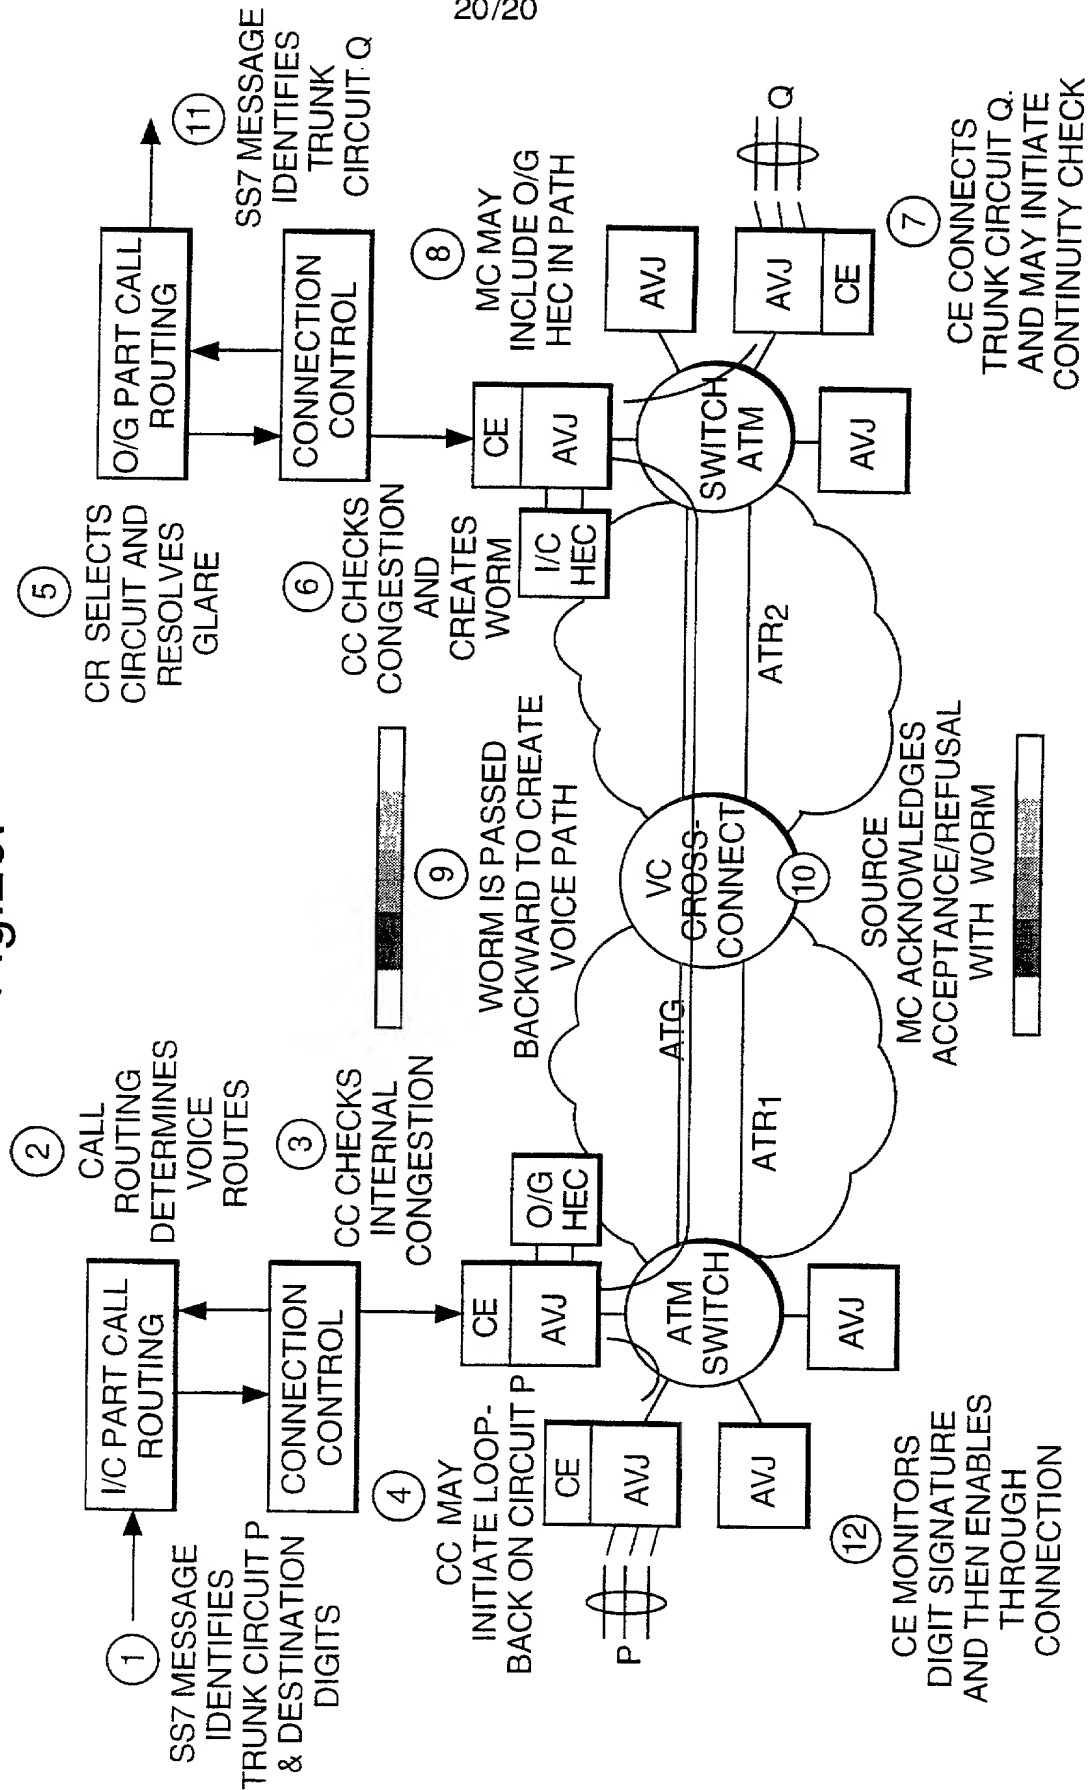 20/20
1
SS7 MESSAGE
IDENTIFIES
TRUNK CIRCUIT P
& DESTINATION
DIGITS
I/C PART CALL
ROUTING
2
CALL
ROUTING
DETERMINES
VOICE
ROUTES
CONNECTION
CONTROL
3
CC CHECKS
INTERNAL
CONGESTION
4
CC MAY
INITIATE LOOP-
BACK ON CIRCUIT P
CE
AVJ
O/G
HEC
CE
AVJ
P
AVJ
ATM
SWITCH
AVJ
12
CE MONITORS
DIGIT SIGNATURE
AND THEN ENABLES
THROUGH
CONNECTION
ATG
ATR1
9
WORM IS PASSED
BACKWARD TO CREATE
VOICE PATH
VC
CROSS-
CONNECT
10
SOURCE
MC ACKNOWLEDGES
ACCEPTANCE/REFUSAL
WITH WORM
ATR2
5
CR SELECTS
CIRCUIT AND
RESOLVES
GLARE
O/G PART CALL
ROUTING
11
SS7 MESSAGE
IDENTIFIES
TRUNK
CIRCUIT Q
CONNECTION
CONTROL
6
CC CHECKS
CONGESTION
AND
CREATES
WORM
I/C
HEC
CE
AVJ
8
MC MAY
INCLUDE O/G
HEC IN PATH
AVJ
SWITCH
ATM
AVJ
CE
Q
AVJ
7
CE CONNECTS
TRUNK CIRCUIT Q.
AND MAY INITIATE
CONTINUITY CHECK